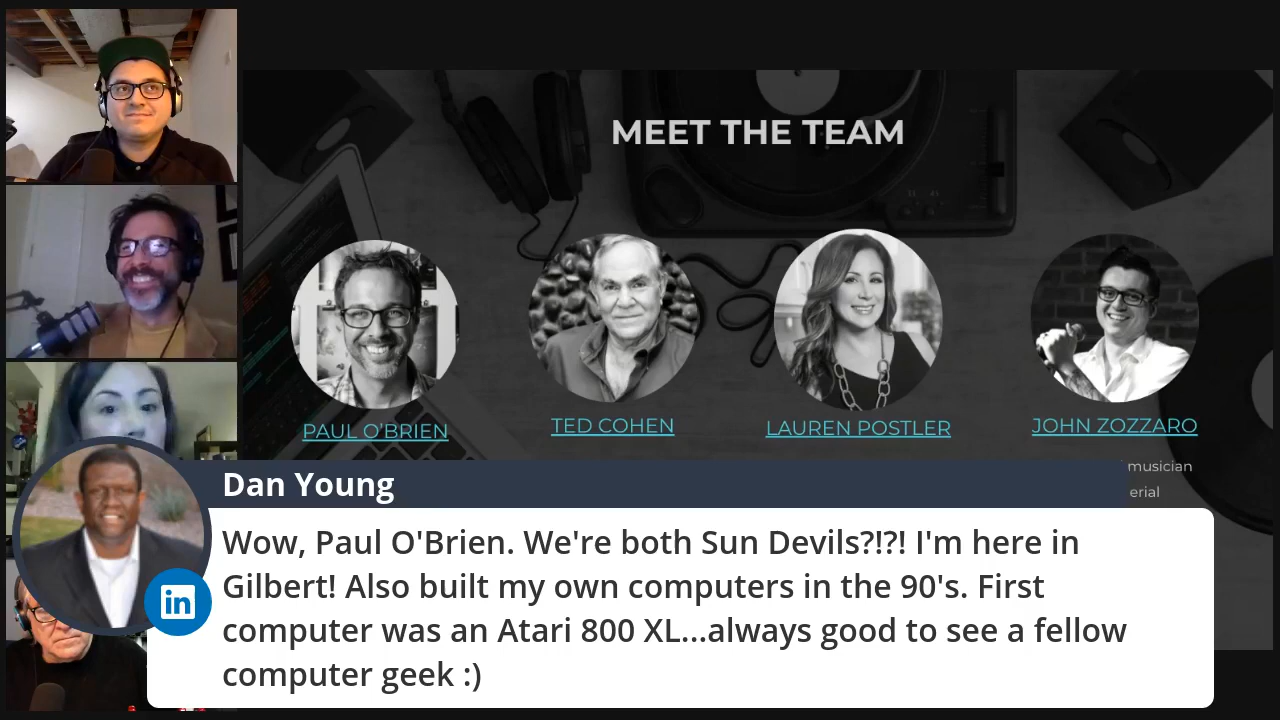 MEET THE TEAM
PAUL O'BRIEN
TED COHEN
LAUREN POSTLER
JOHN ZOZZARO
musician
erial
Dan Young
Wow, Paul O'Brien. We're both Sun Devils?!?! I'm here in
Gilbert! Also built my own computers in the 90's. First
computer was an Atari 800 XL...always good to see a fellow
computer geek :)
in